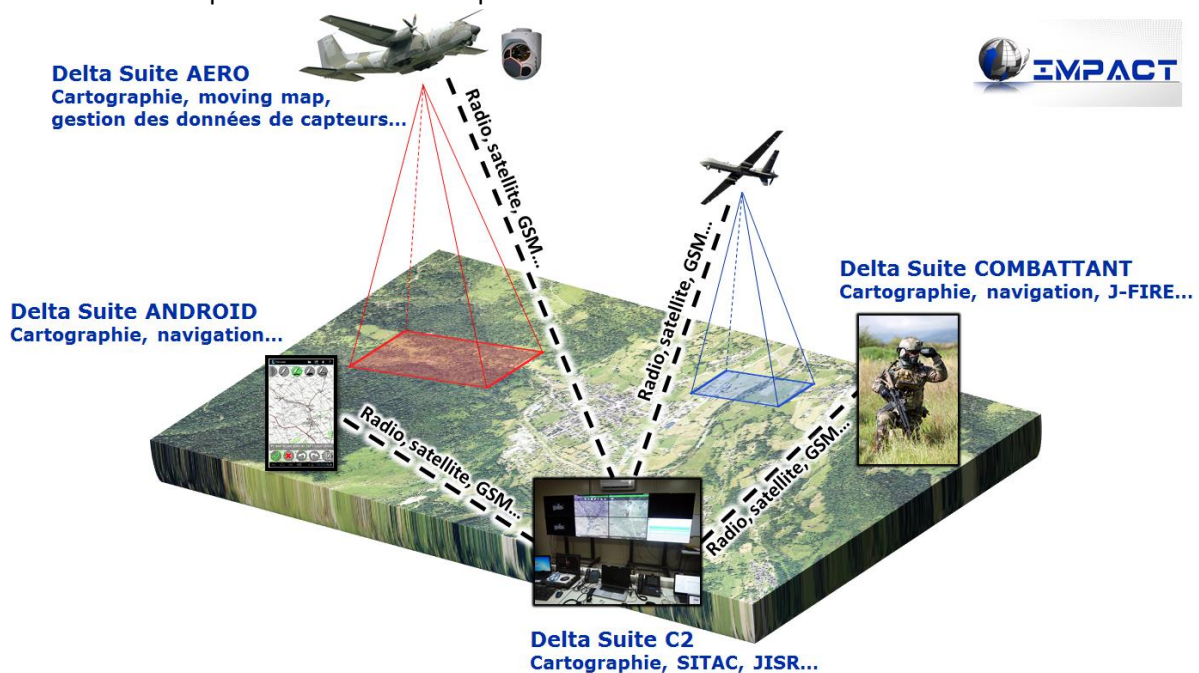 Delta Suite AERO
Cartographie, moving map,
gestion des données de capteurs...
IMPACT
Radio, satellite, GSM...
Radio, satellite, GSM...
Delta Suite COMBATTANT
Cartographie, navigation, J-FIRE...
Delta Suite ANDROID
Cartographie, navigation...
Radio, satellite, GSM...
Radio, satellite, GSM...
Delta Suite C2
Cartographie, SITAC, JISR...